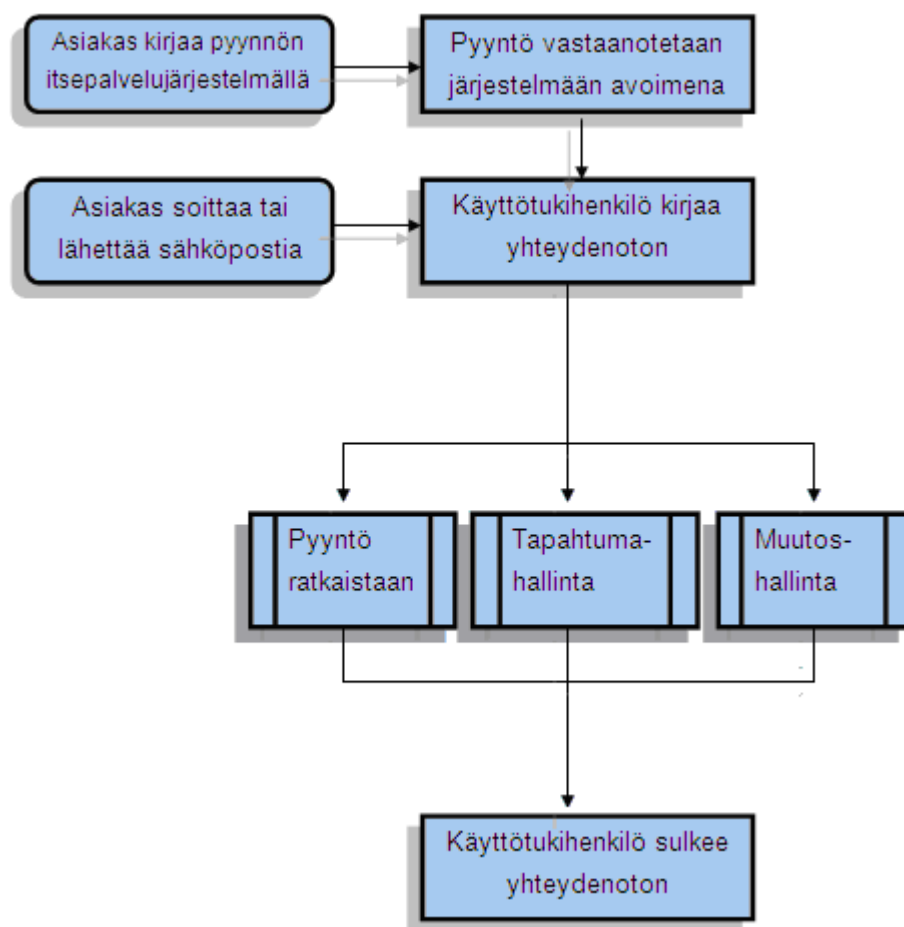 Asiakas kirjaa pyynnön
itsepalvelujärjestelmällä
Pyyntö vastaanotetaan
järjestelmään avoimena
Asiakas soittaa tai
lähettää sähköpostia
Käyttötukihenkilö kirjaa
yhteydenoton
Pyyntö
ratkaistaan
Tapahtuma-
hallinta
Muutos-
hallinta
Käyttötukihenkilö sulkee
yhteydenoton